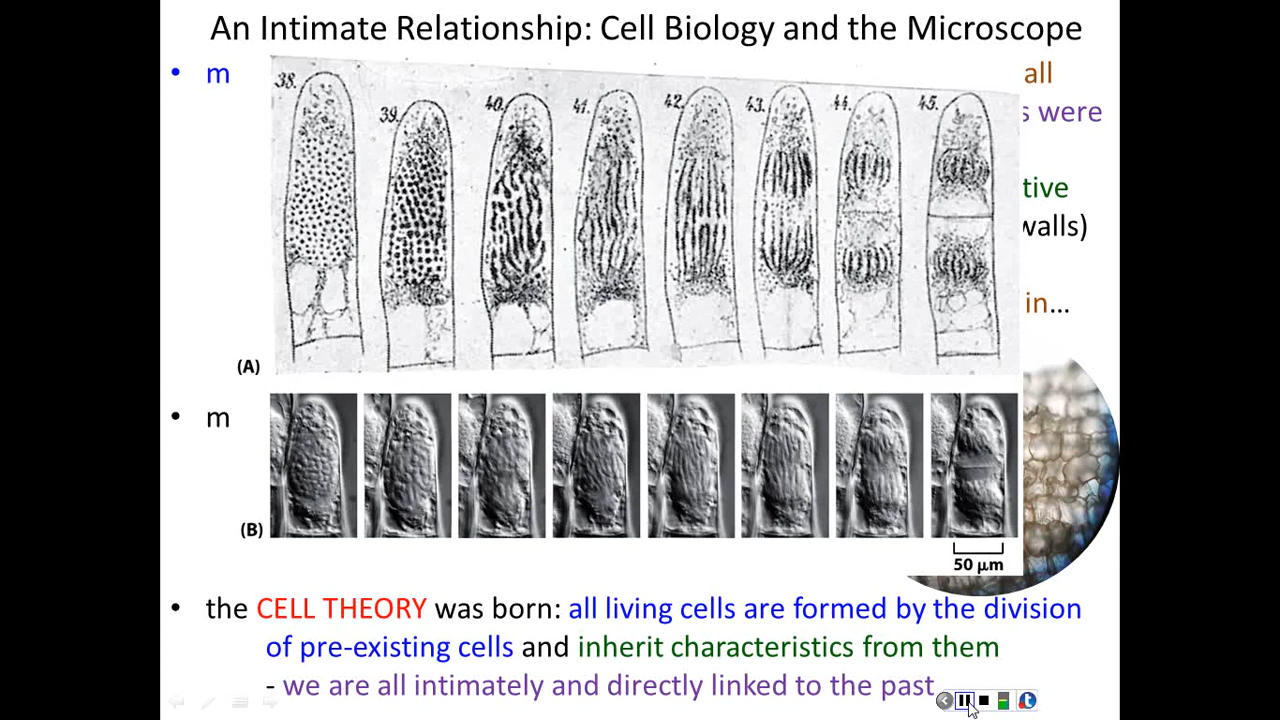 An Intimate Relationship: Cell Biology and the Microscope
• m
all
s were
tive
walls)
in...
38. 39. 40. 41. 42. 43. 44. 45.
(A)
• m
(B)
50 µm
• the CELL THEORY was born: all living cells are formed by the division
of pre-existing cells and inherit characteristics from them
- we are all intimately and directly linked to the past